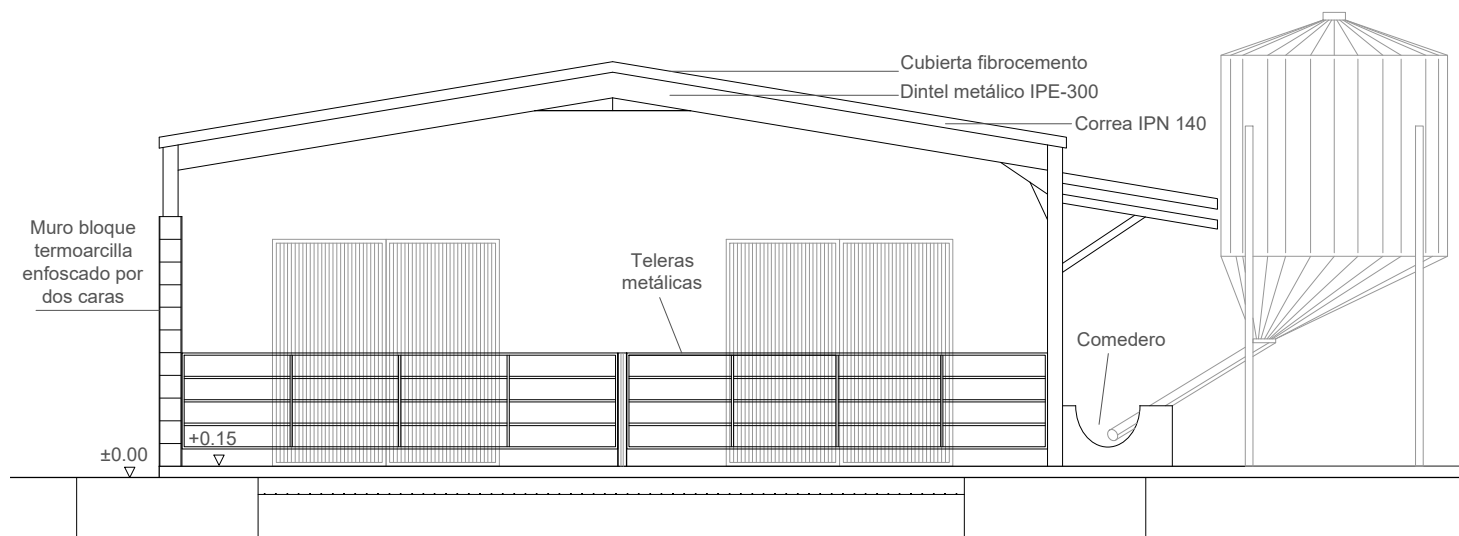 Cubierta fibrocemento
Dintel metálico IPE-300
Correa IPN 140
Muro bloque
termoarcilla
enfoscado por
dos caras
Teleras
metálicas
Comedero
+0.15
±0.00